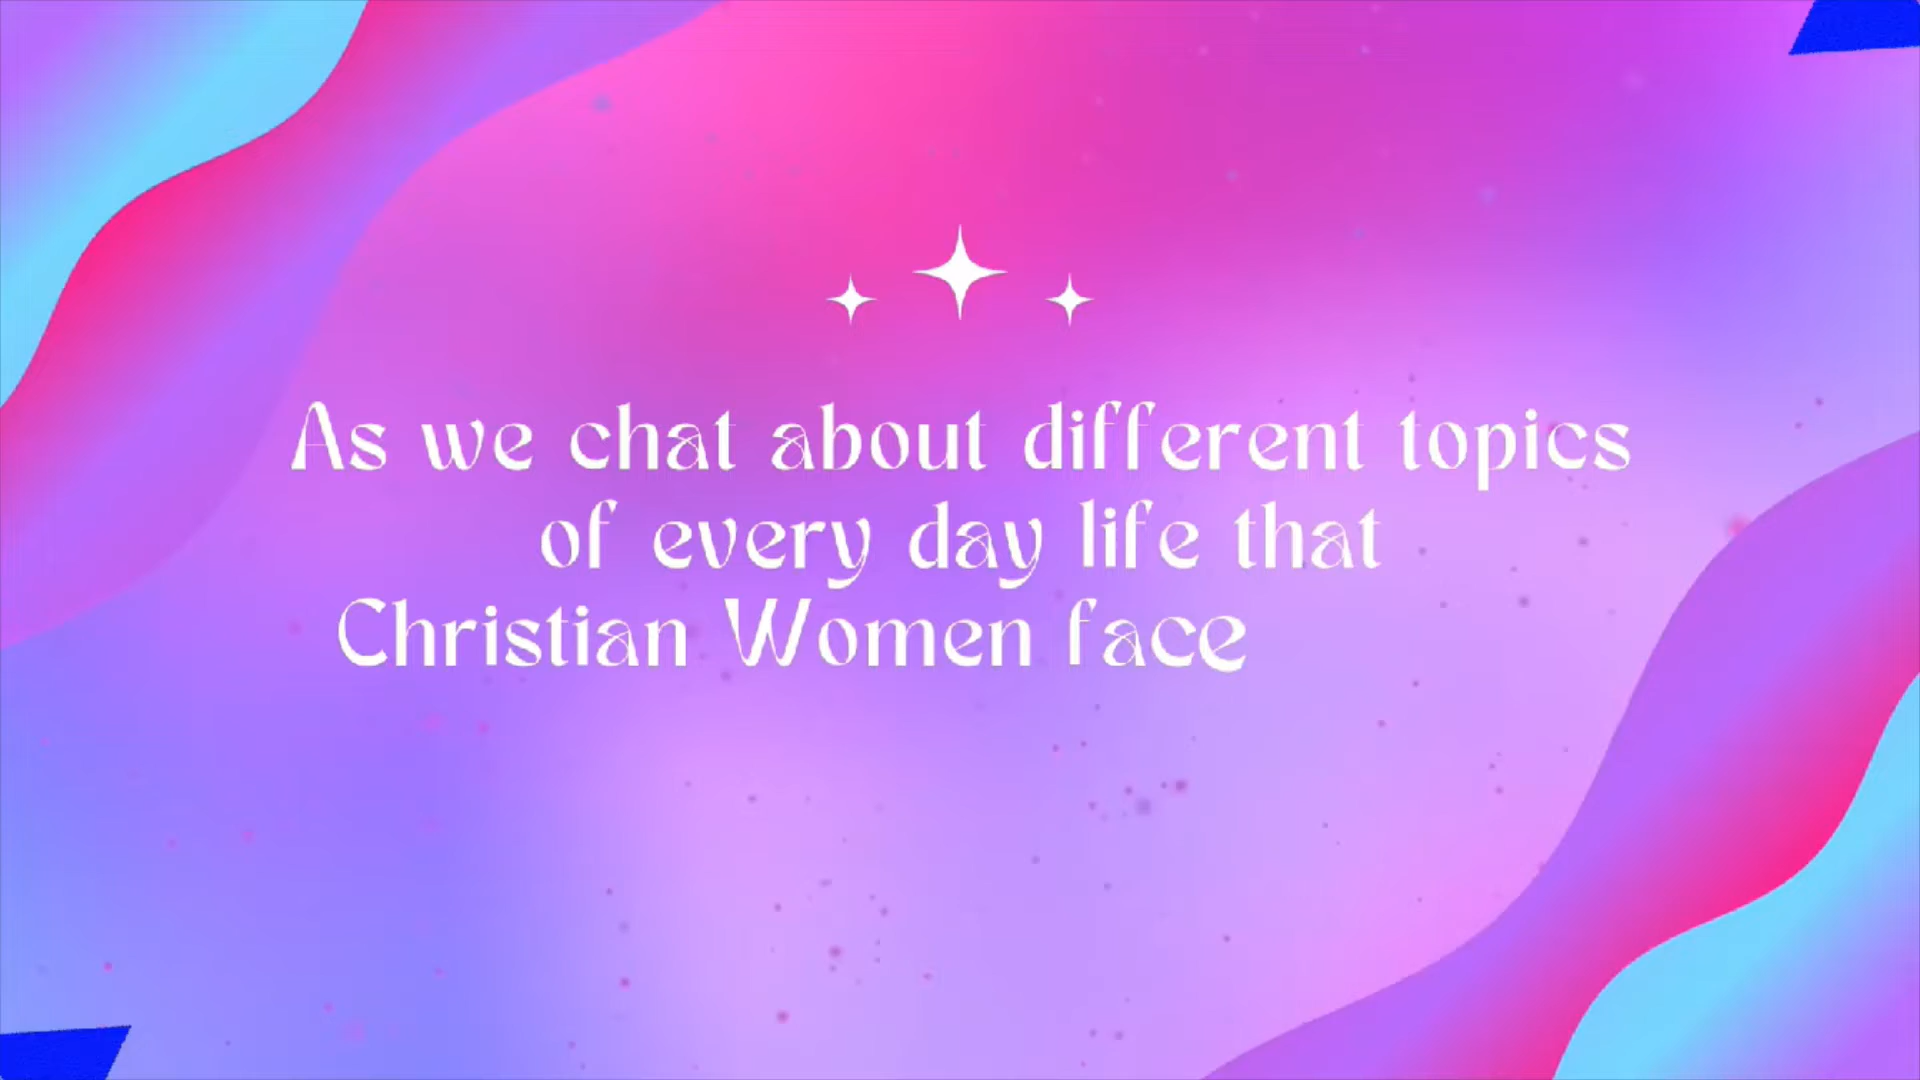 As we chat about different topics
of every day life that
Christian Women face